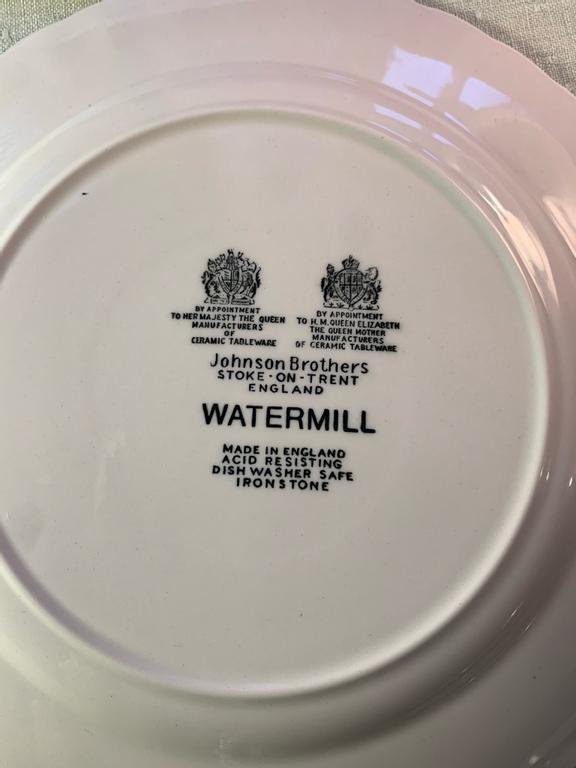 BY APPOINTMENT
TO HER MAJESTY THE QUEEN
MANUFACTURERS
OF
CERAMIC TABLEWARE
BY APPOINTMENT
TO H.M. QUEEN ELIZABETH
THE QUEEN MOTHER
MANUFACTURERS
OF CERAMIC TABLEWARE
Johnson Brothers
STOKE-ON-TRENT
ENGLAND
WATERMILL
MADE IN ENGLAND
ACID RESISTING
DISH WASHER SAFE
IRONSTONE